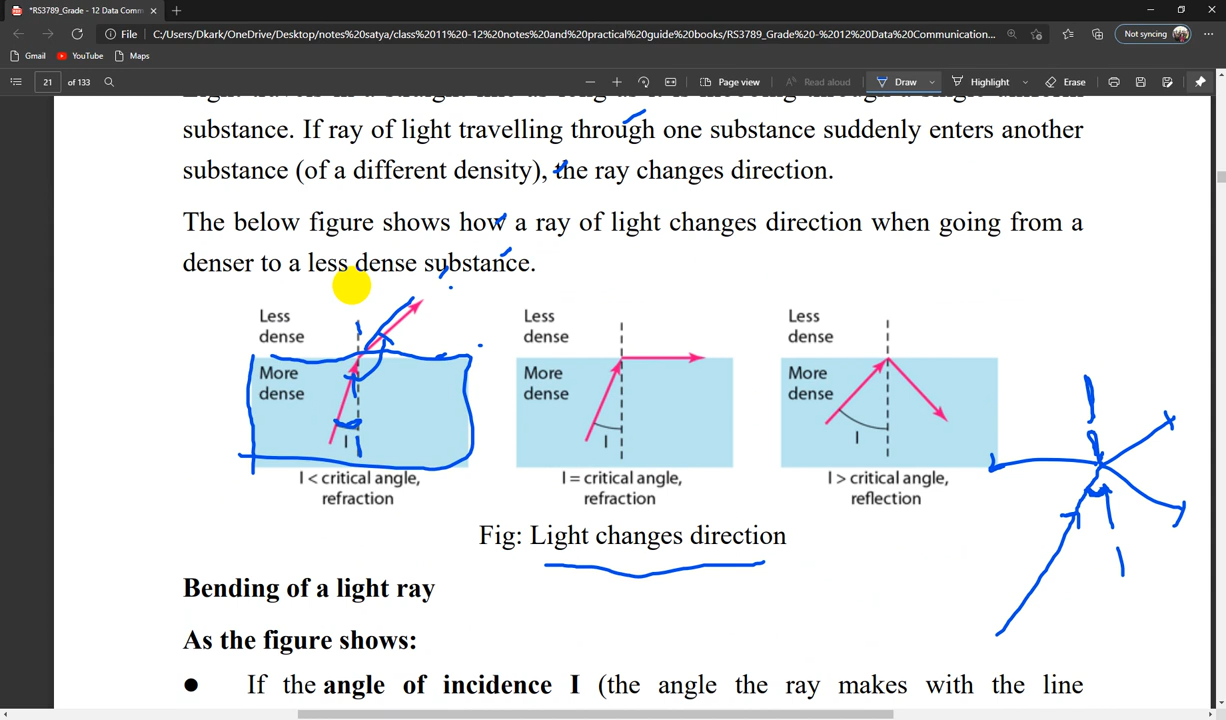 *RS3789_Grade - 12 Data Comm
File
C:/Users/Dkark/OneDrive/Desktop/notes%20satya/class%2011%20-12%20notes%20and%20practical%20guide%20books/RS3789_Grade%20-%2012%20Data%20Communication...
Not syncing
Gmail YouTube Maps
21 of 133
Page view
Read aloud
Draw
Highlight
Erase
substance. If ray of light travelling through one substance suddenly enters another
substance (of a different density), the ray changes direction.
The below figure shows how a ray of light changes direction when going from a
denser to a less dense substance.
Less
dense
More
dense
I
I < critical angle,
refraction
Less
dense
More
dense
I
I = critical angle,
refraction
Less
dense
More
dense
I
I > critical angle,
reflection
Fig: Light changes direction
Bending of a light ray
As the figure shows:
● If the angle of incidence I (the angle the ray makes with the line